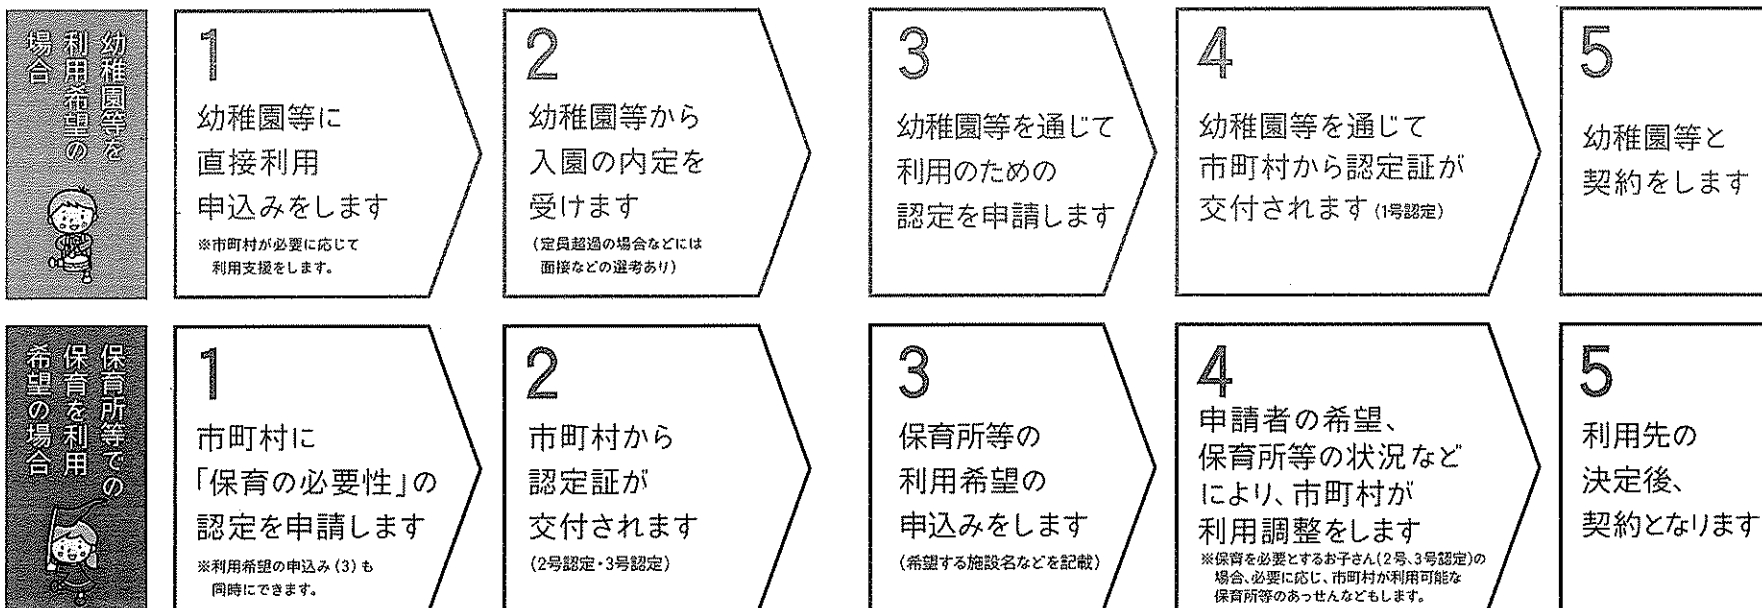 幼稚園等を
利用希望の
場合
1
幼稚園等に
直接利用
申込みをします
※市町村が必要に応じて
利用支援をします。
2
幼稚園等から
入園の内定を
受けます
(定員超過の場合などには
面接などの選考あり)
3
幼稚園等を通じて
利用のための
認定を申請します
4
幼稚園等を通じて
市町村から認定証が
交付されます(1号認定)
5
幼稚園等と
契約をします
保育所等での
保育を利用
希望の場合
1
市町村に
「保育の必要性」の
認定を申請します
※利用希望の申込み(3)も
同時にできます。
2
市町村から
認定証が
交付されます
(2号認定・3号認定)
3
保育所等の
利用希望の
申込みをします
(希望する施設名などを記載)
4
申請者の希望、
保育所等の状況など
により、市町村が
利用調整をします
※保育を必要とするお子さん(2号、3号認定)の
場合、必要に応じ、市町村が利用可能な
保育所等のあっせんなどもします。
5
利用先の
決定後、
契約となります